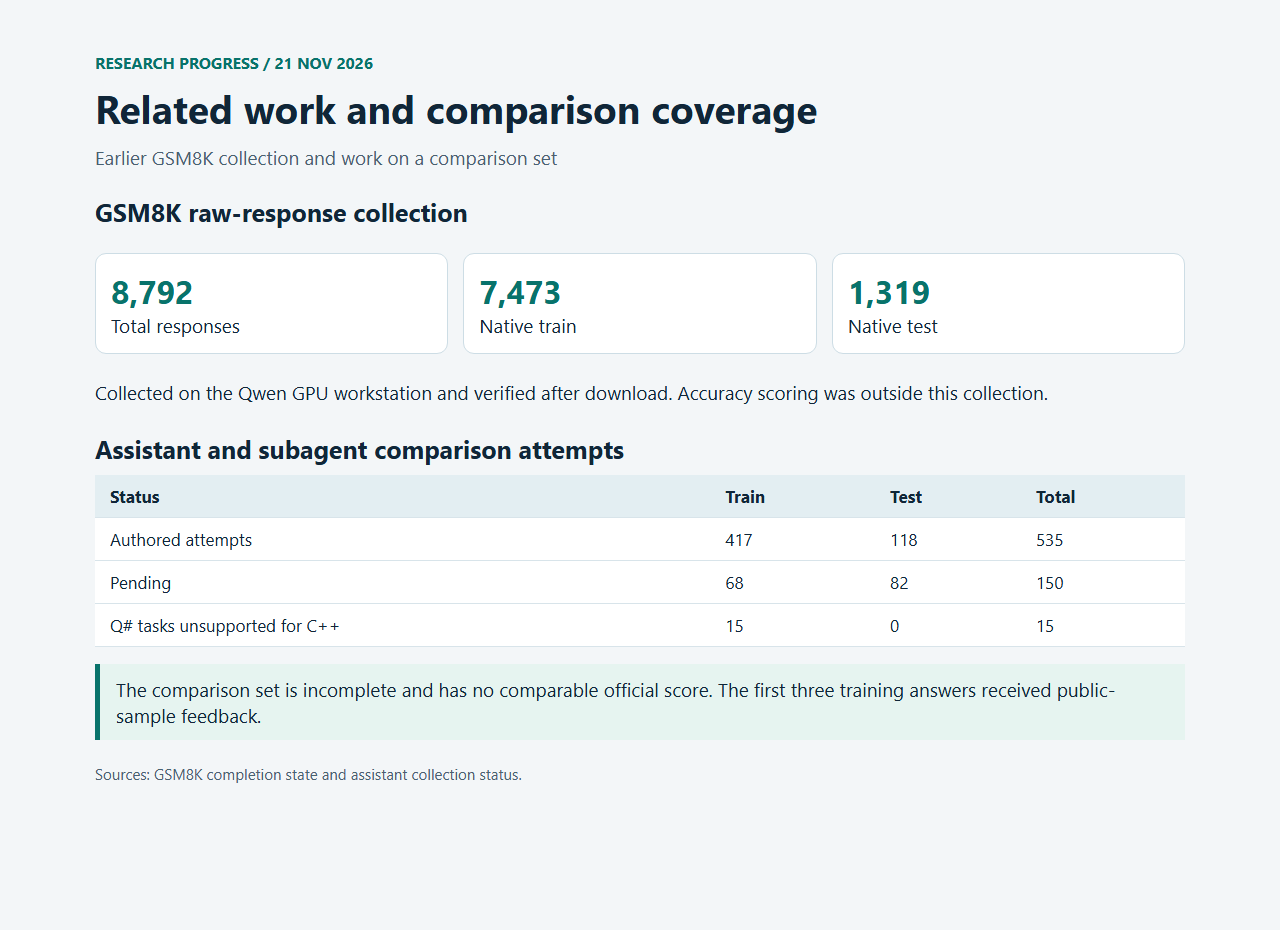 RESEARCH PROGRESS / 21 NOV 2026
Related work and comparison coverage
Earlier GSM8K collection and work on a comparison set
GSM8K raw-response collection
8,792
Total responses
7,473
Native train
1,319
Native test
Collected on the Qwen GPU workstation and verified after download. Accuracy scoring was outside this collection.
Assistant and subagent comparison attempts
Status Train Test Total
Authored attempts 417 118 535
Pending 68 82 150
Q# tasks unsupported for C++ 15 0 15
The comparison set is incomplete and has no comparable official score. The first three training answers received public-
sample feedback.
Sources: GSM8K completion state and assistant collection status.